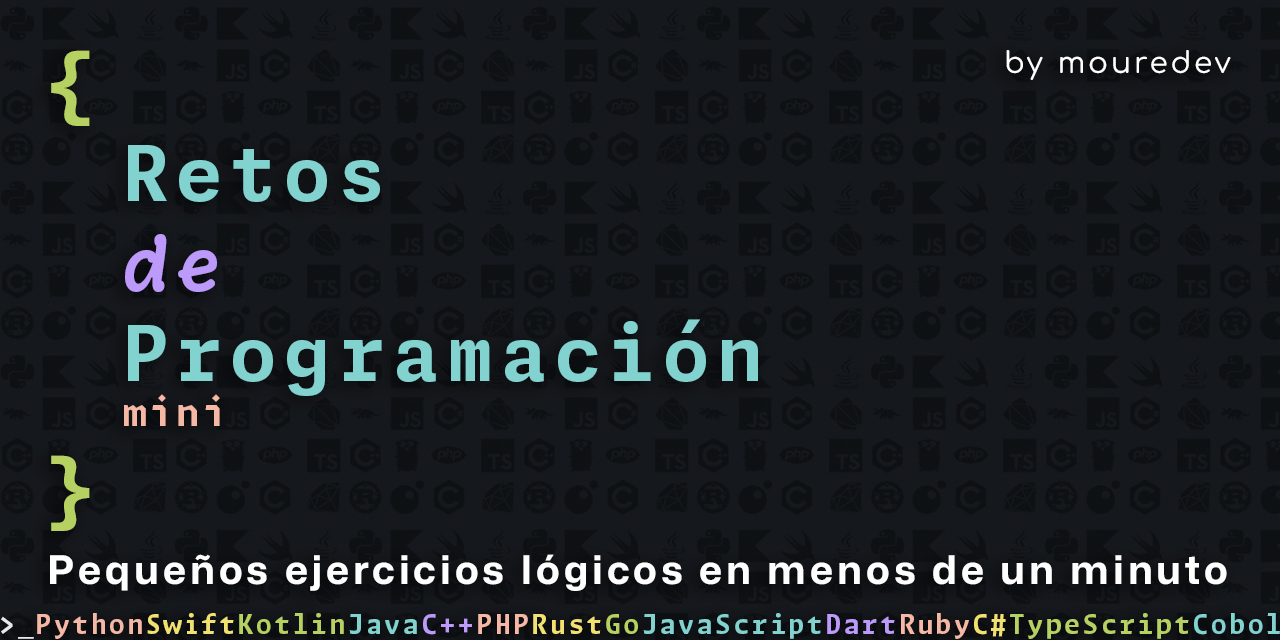 {
by mouredev
Retos
de
Programación
mini
}
Pequeños ejercicios lógicos en menos de un minuto
>_PythonSwiftKotlinJavaC++PHPRustGoJavaScriptDartRubyC#TypeScriptCobol